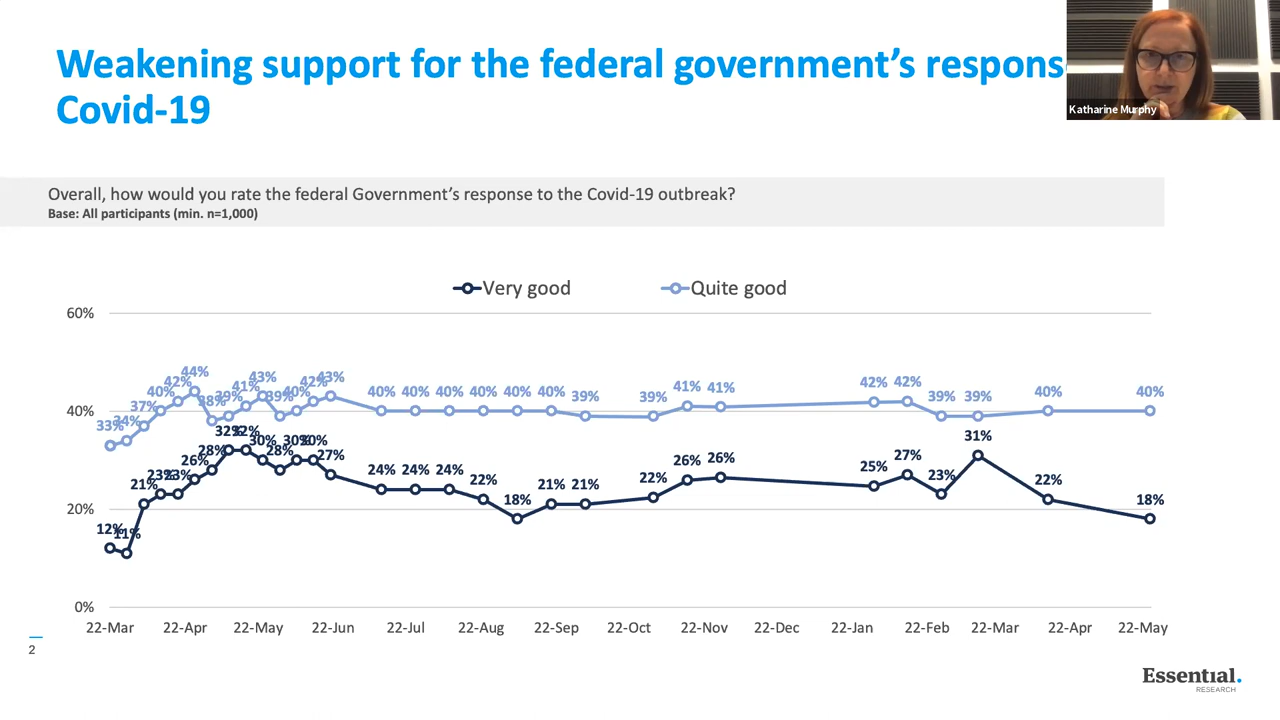 Weakening support for the federal government's respons
Covid-19
Katharine Murphy
Overall, how would you rate the federal Government's response to the Covid-19 outbreak?
Base: All participants (min. n=1,000)
Very good Quite good
60%
40%
20%
0%
33% 34% 37% 40% 42% 44% 38% 39% 41% 43% 39% 40% 42% 43% 40% 40% 40% 40% 40% 40% 39% 39% 41% 41% 42% 42% 39% 39% 40% 40%
12% 11% 21% 23% 23% 26% 28% 32% 32% 30% 28% 30% 30% 27% 24% 24% 24% 22% 18% 21% 21% 22% 26% 26% 25% 27% 23% 31% 22% 18%
22-Mar 22-Apr 22-May 22-Jun 22-Jul 22-Aug 22-Sep 22-Oct 22-Nov 22-Dec 22-Jan 22-Feb 22-Mar 22-Apr 22-May
2
Essential.
RESEARCH